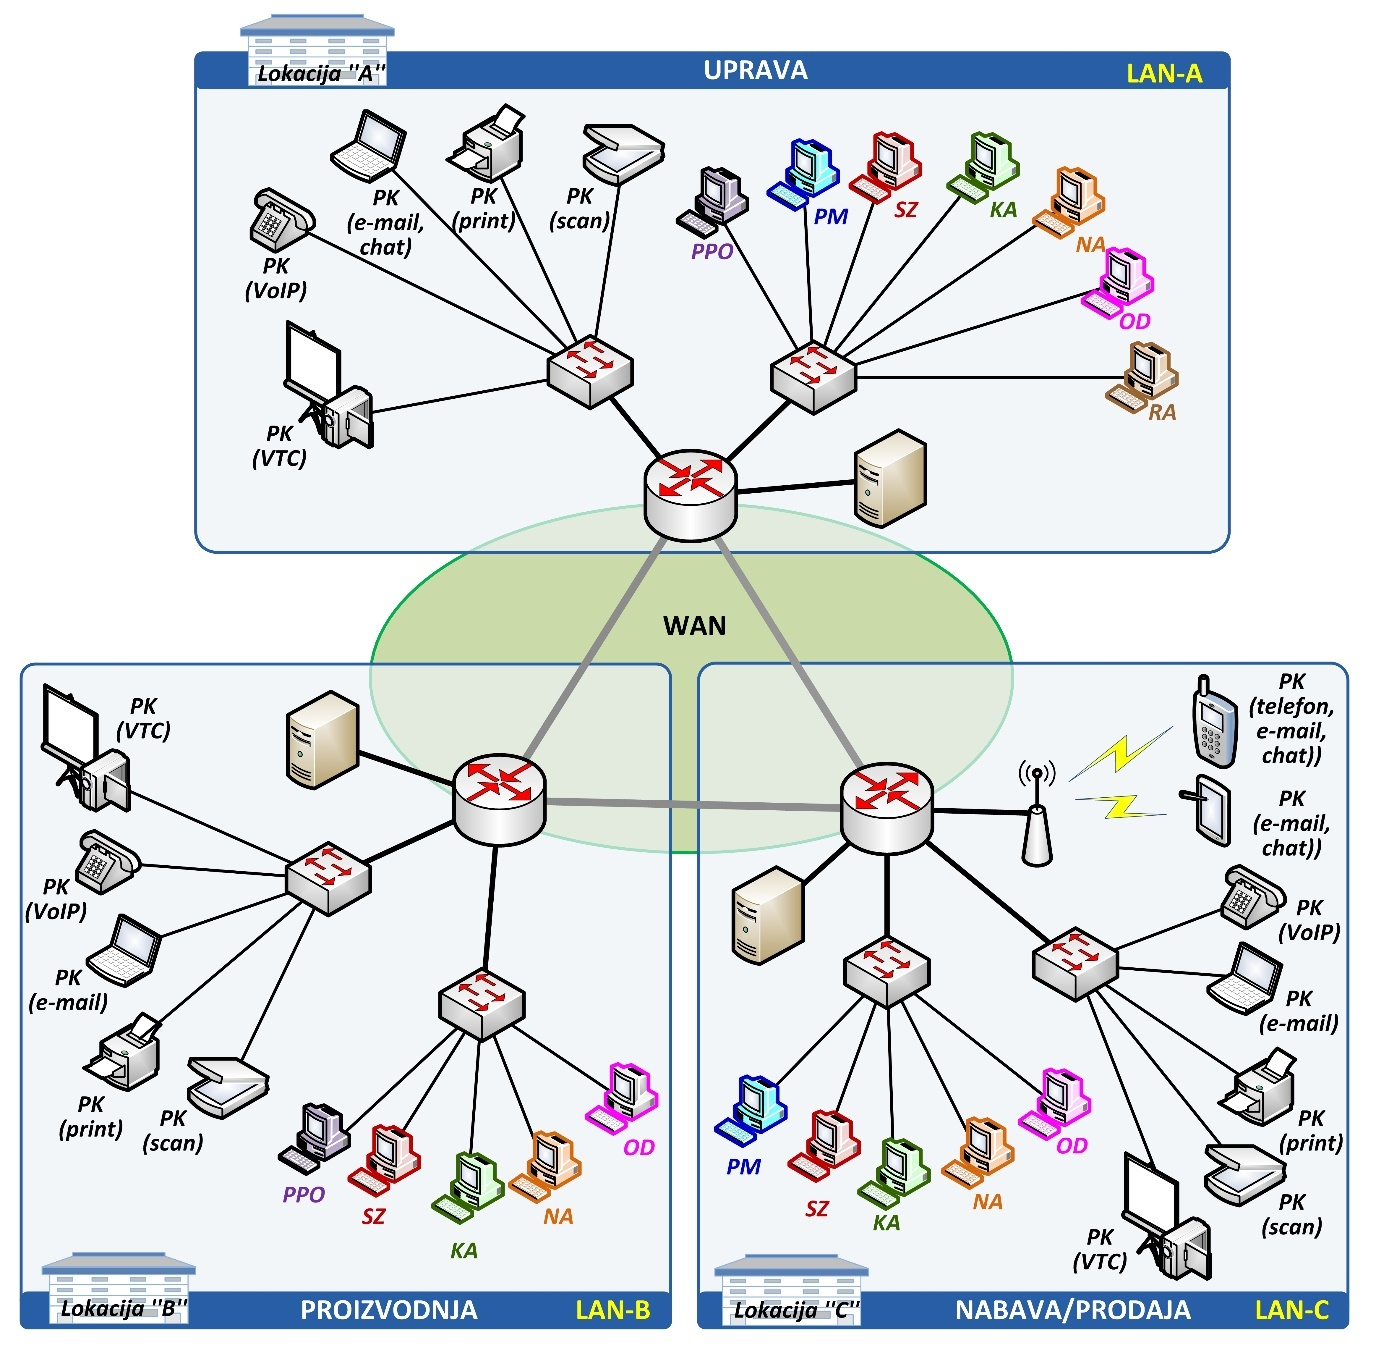 Lokacija "A"
UPRAVA
LAN-A
PK
(e-mail,
chat)
PK
(print)
PK
(scan)
PK
(VoIP)
PK
(VTC)
PPO
PM
SZ
KA
NA
OD
RA
WAN
PK
(VTC)
PK
(VoIP)
PK
(e-mail)
PK
(print)
PK
(scan)
PPO
SZ
KA
NA
OD
Lokacija "B"
PROIZVODNJA
LAN-B
PK
(telefon,
e-mail,
chat))
PK
(e-mail,
chat))
PK
(VoIP)
PK
(e-mail)
PK
(print)
PK
(scan)
PK
(VTC)
PM
SZ
KA
NA
OD
Lokacija "C"
NABAVA/PRODAJA
LAN-C